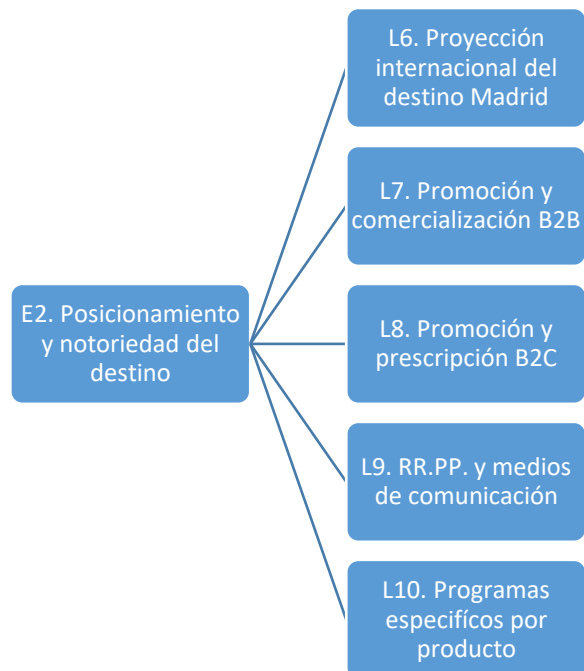 L6. Proyección
internacional del
destino Madrid
L7. Promoción y
comercialización B2B
E2. Posicionamiento
y notoriedad del
destino
L8. Promoción y
prescripción B2C
L9. RR.PP. y medios
de comunicación
L10. Programas
especifícos por
producto